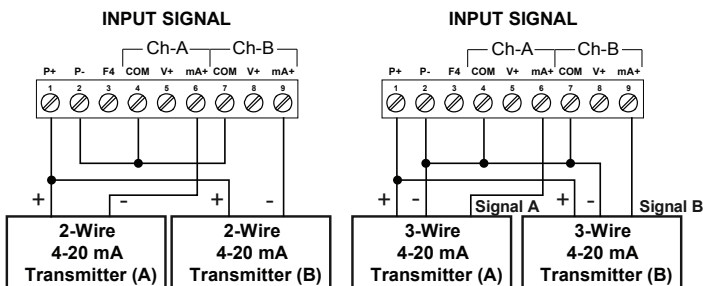 INPUT SIGNAL
Ch-A Ch-B
P+ P- F4 COM V+ mA+ COM V+ mA+
1 2 3 4 5 6 7 8 9
+ - + -
2-Wire
4-20 mA
Transmitter (A)
2-Wire
4-20 mA
Transmitter (B)
INPUT SIGNAL
Ch-A Ch-B
P+ P- F4 COM V+ mA+ COM V+ mA+
1 2 3 4 5 6 7 8 9
+ - Signal A + - Signal B
3-Wire
4-20 mA
Transmitter (A)
3-Wire
4-20 mA
Transmitter (B)